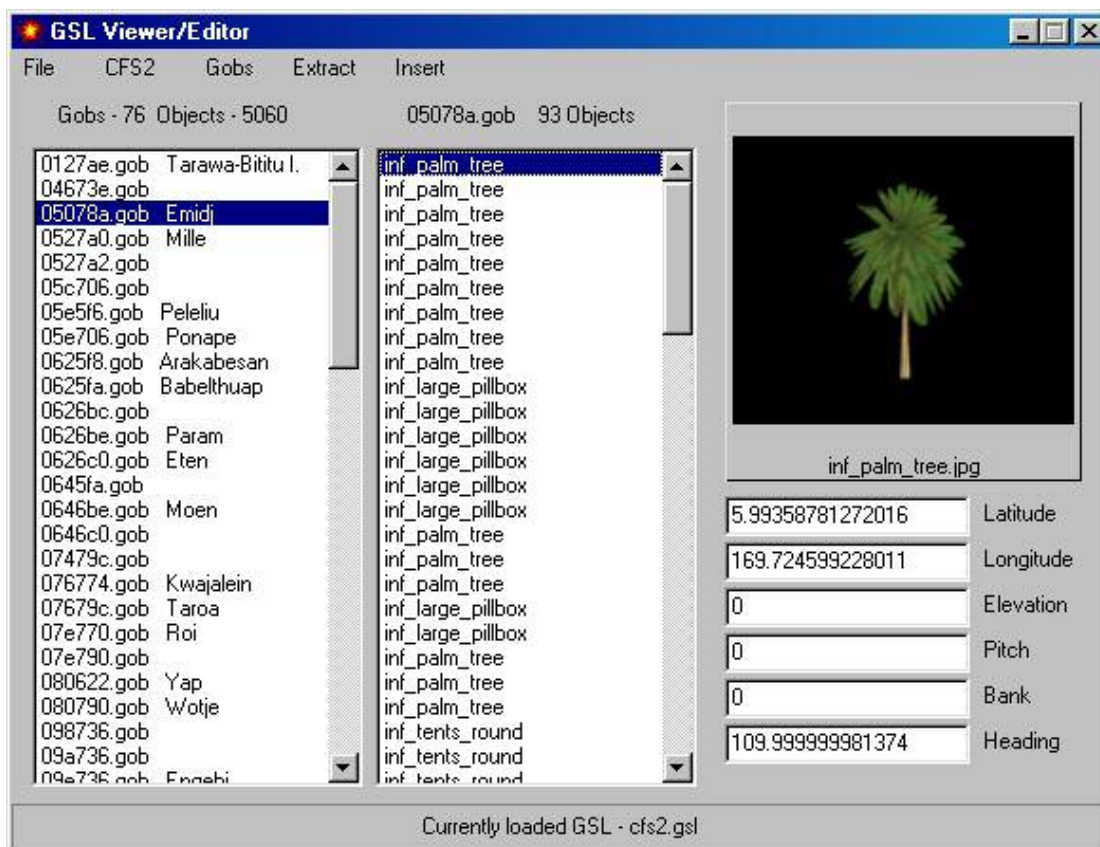 GSL Viewer/Editor
File CFS2 Gobs Extract Insert
Gobs - 76 Objects - 5060
0127ae.gob Tarawa-Bititu I.
04673e.gob
05078a.gob Emidj
0527a0.gob Mille
0527a2.gob
05c706.gob
05e5f6.gob Peleliu
05e706.gob Ponape
0625f8.gob Arakabesan
0625fa.gob Babelthuap
0626bc.gob
0626be.gob Param
0626c0.gob Eten
0645fa.gob
0646be.gob Moen
0646c0.gob
07479c.gob
076774.gob Kwajalein
07679c.gob Taroa
07e770.gob Roi
07e790.gob
080622.gob Yap
080790.gob Wotje
098736.gob
09a736.gob
09e736.gob Engebi
05078a.gob 93 Objects
inf_palm_tree
inf_palm_tree
inf_palm_tree
inf_palm_tree
inf_palm_tree
inf_palm_tree
inf_palm_tree
inf_palm_tree
inf_palm_tree
inf_large_pillbox
inf_large_pillbox
inf_large_pillbox
inf_large_pillbox
inf_large_pillbox
inf_large_pillbox
inf_palm_tree
inf_palm_tree
inf_palm_tree
inf_large_pillbox
inf_large_pillbox
inf_palm_tree
inf_palm_tree
inf_palm_tree
inf_tents_round
inf_tents_round
inf_tents_round
inf_palm_tree.jpg
5.99358781272016 Latitude
169.724599228011 Longitude
0 Elevation
0 Pitch
0 Bank
109.999999981374 Heading
Currently loaded GSL - cfs2.gsl